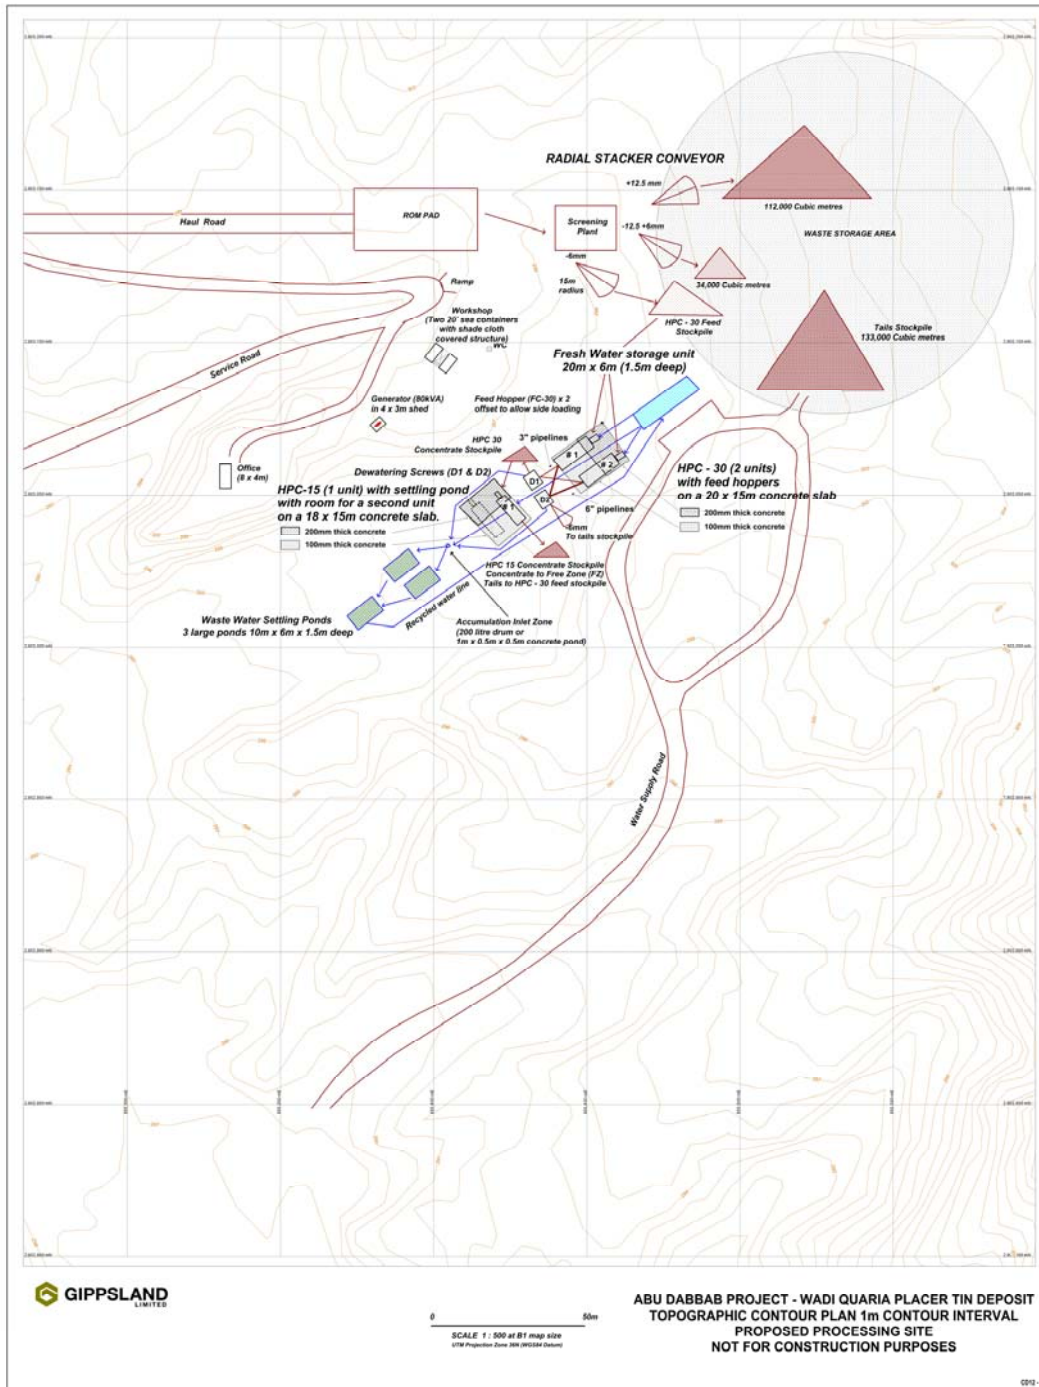 RADIAL STACKER CONVEYOR
+12.5 mm
112,000 Cubic metres
Haul Road
ROM PAD
Screening
Plant
-12.5 +6mm
WASTE STORAGE AREA
-6mm
15m
radius
34,000 Cubic metres
Ramp
HPC - 30 Feed
Stockpile
Tails Stockpile
133,000 Cubic metres
Workshop
(Two 20' sea containers
with shade cloth
covered structure)
WC
Service Road
Fresh Water storage unit
20m x 6m (1.5m deep)
Generator (80kVA)
in 4 x 3m shed
Feed Hopper (FC-30) x 2
offset to allow side loading
HPC 30
Concentrate Stockpile
3" pipelines
# 1
# 2
Office
(8 x 4m)
Dewatering Screws (D1 & D2)
D1
D2
HPC - 30 (2 units)
with feed hoppers
on a 20 x 15m concrete slab
200mm thick concrete
100mm thick concrete
HPC-15 (1 unit) with settling pond
with room for a second unit
on a 18 x 15m concrete slab.
200mm thick concrete
100mm thick concrete
# 1
6" pipelines
-6mm
To tails stockpile
HPC 15 Concentrate Stockpile
Concentrate to Free Zone (FZ)
Tails to HPC - 30 feed stockpile
Recycled water line
Waste Water Settling Ponds
3 large ponds 10m x 6m x 1.5m deep
Accumulation Inlet Zone
(200 litre drum or
1m x 0.5m x 0.5m concrete pond)
Water Supply Road
GIPPSLAND
LIMITED
0 50m
SCALE 1 : 500 at B1 map size
UTM Projection Zone 36N (WGS84 Datum)
ABU DABBAB PROJECT - WADI QUARIA PLACER TIN DEPOSIT
TOPOGRAPHIC CONTOUR PLAN 1m CONTOUR INTERVAL
PROPOSED PROCESSING SITE
NOT FOR CONSTRUCTION PURPOSES